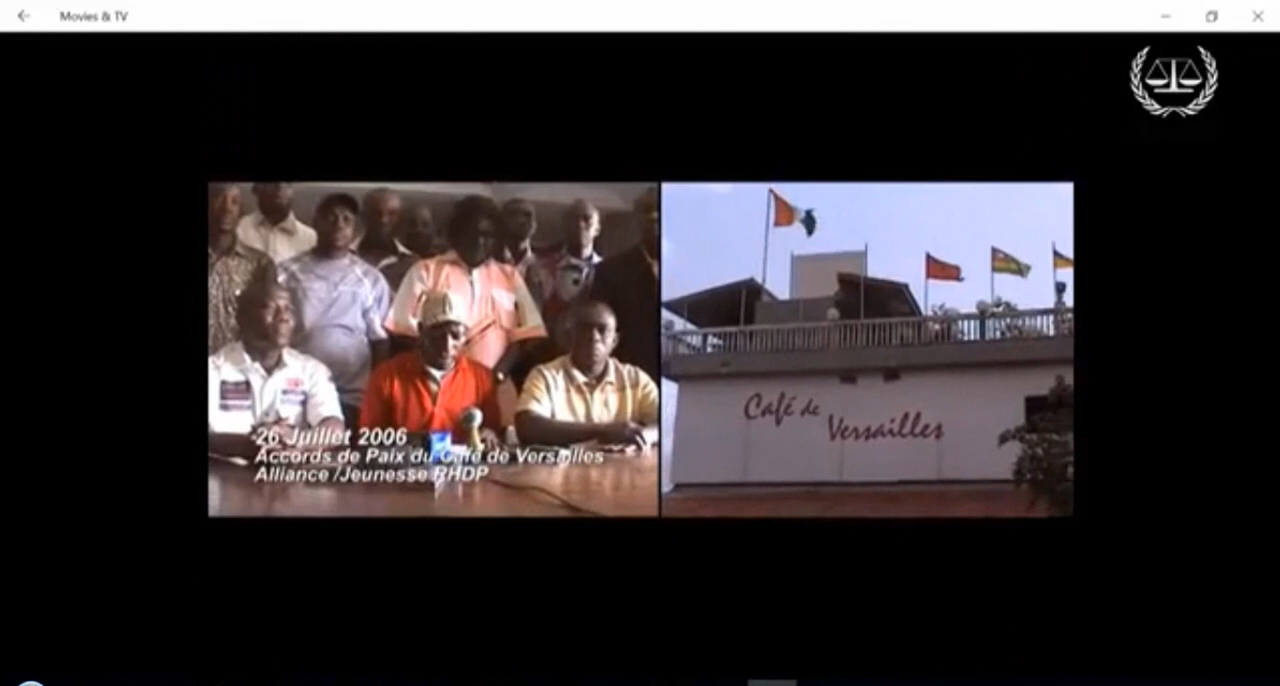 Movies & TV
26 Juillet 2006
Accords de Paix du Café de Versailles
Alliance /Jeunesse RHDP
Café de
Versailles